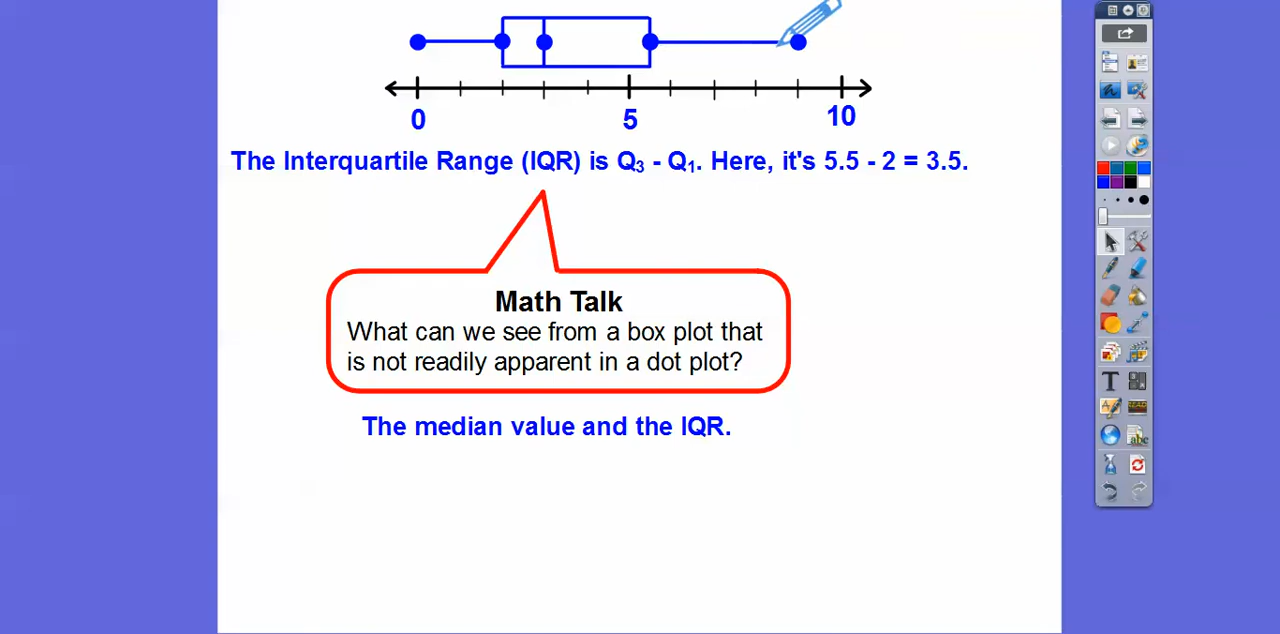 0 5 10
The Interquartile Range (IQR) is Q₃ - Q₁. Here, it's 5.5 - 2 = 3.5.
Math Talk
What can we see from a box plot that
is not readily apparent in a dot plot?
The median value and the IQR.
T